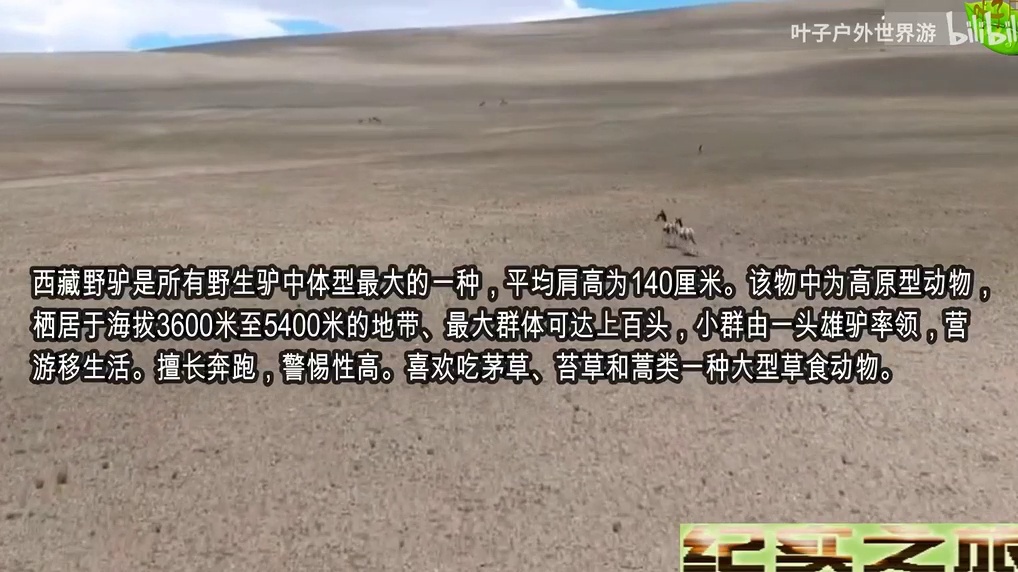 叶子户外世界游 bilibili
西藏野驴是所有野生驴中体型最大的一种，平均肩高为140厘米。该物中为高原型动物，
栖居于海拔3600米至5400米的地带、最大群体可达上百头，小群由一头雄驴率领，营
游移生活。擅长奔跑，警惕性高。喜欢吃茅草、苔草和蒿类一种大型草食动物。
纪实之旅